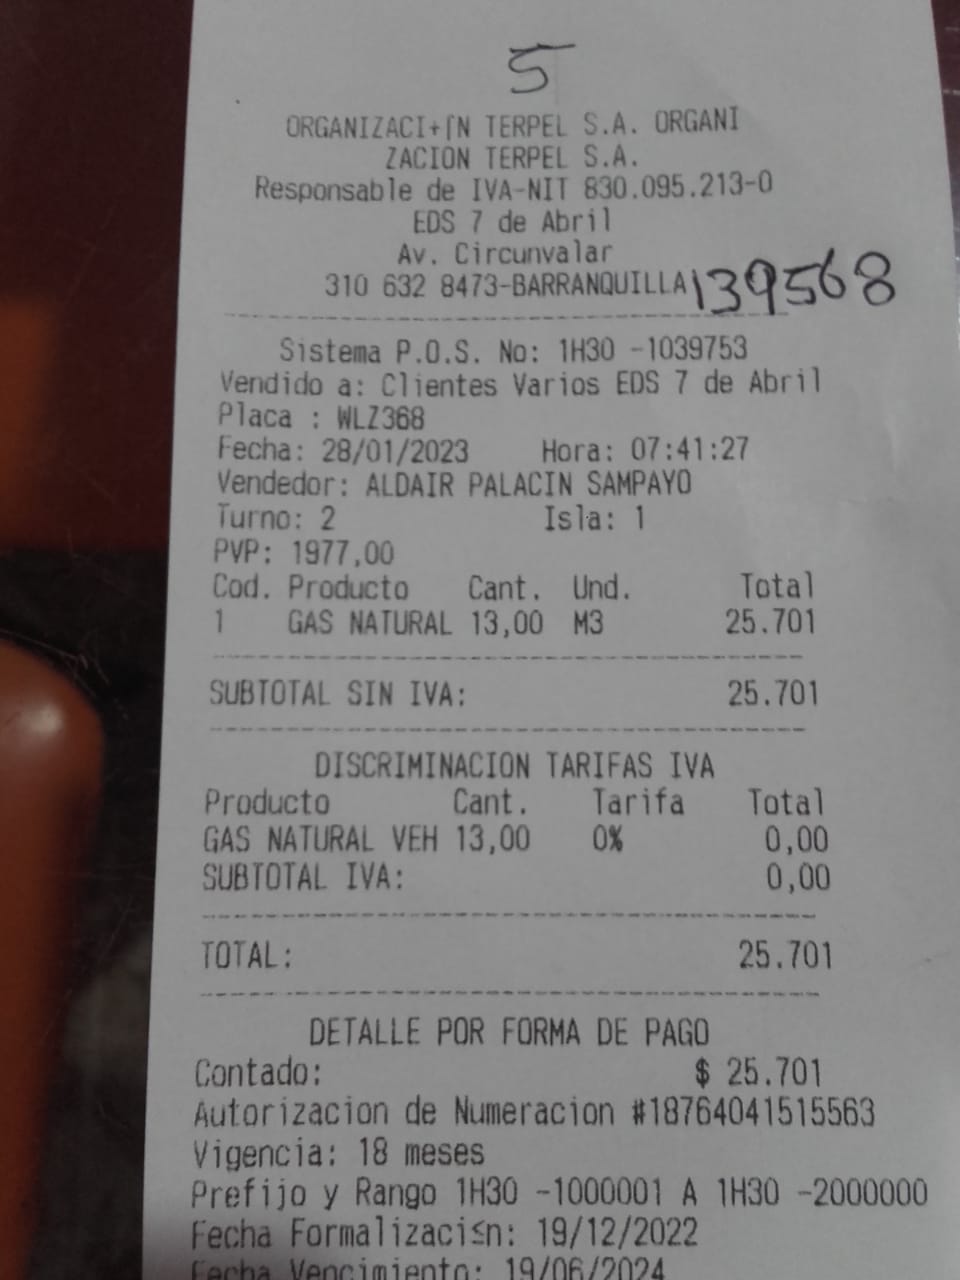 5
ORGANIZACI+⌈N TERPEL S.A. ORGANI
ZACION TERPEL S.A.
Responsable de IVA-NIT 830.095.213-0
EDS 7 de Abril
Av. Circunvalar
310 632 8473-BARRANQUILLA 139568
Sistema P.O.S. No: 1H30 -1039753
Vendido a: Clientes Varios EDS 7 de Abril
Placa : WLZ368
Fecha: 28/01/2023 Hora: 07:41:27
Vendedor: ALDAIR PALACIN SAMPAYO
Turno: 2 Isla: 1
PVP: 1977,00
Cod. Producto Cant. Und. Total
1 GAS NATURAL 13,00 M3 25.701
SUBTOTAL SIN IVA: 25.701
DISCRIMINACION TARIFAS IVA
Producto Cant. Tarifa Total
GAS NATURAL VEH 13,00 0% 0,00
SUBTOTAL IVA: 0,00
TOTAL: 25.701
DETALLE POR FORMA DE PAGO
Contado: $ 25.701
Autorizacion de Numeracion #18764041515563
Vigencia: 18 meses
Prefijo y Rango 1H30 -1000001 A 1H30 -2000000
Fecha Formalizaci≤n: 19/12/2022
Fecha Vencimiento: 19/06/2024